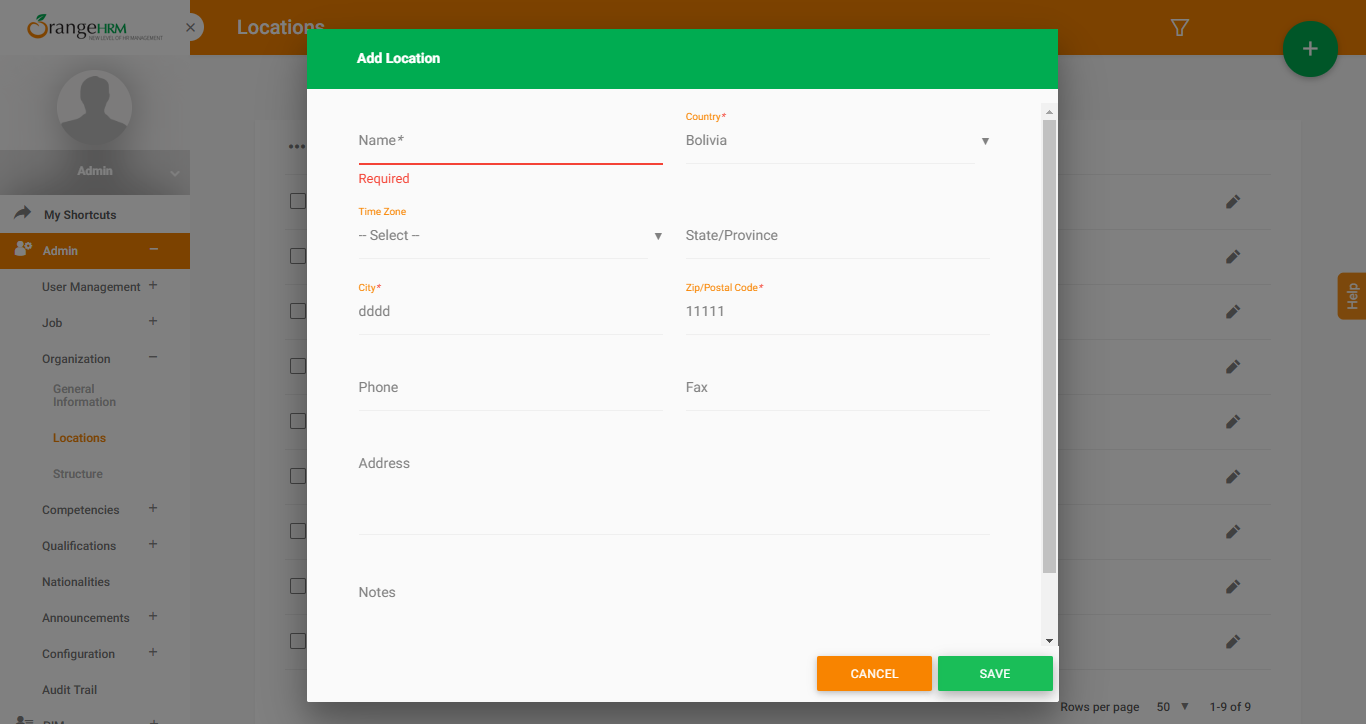 OrangeHRM
NEW LEVEL OF HR MANAGEMENT
×
Locations
+
Add Location
Admin
My Shortcuts
Admin
−
User Management
+
Job
+
Organization
−
General
Information
Locations
Structure
Competencies
+
Qualifications
+
Nationalities
Announcements
+
Configuration
+
Audit Trail
Name*
Required
Country*
Bolivia
Time Zone
-- Select --
State/Province
City*
dddd
Zip/Postal Code*
11111
Phone
Fax
Address
Notes
CANCEL
SAVE
Help
Rows per page 50 1-9 of 9